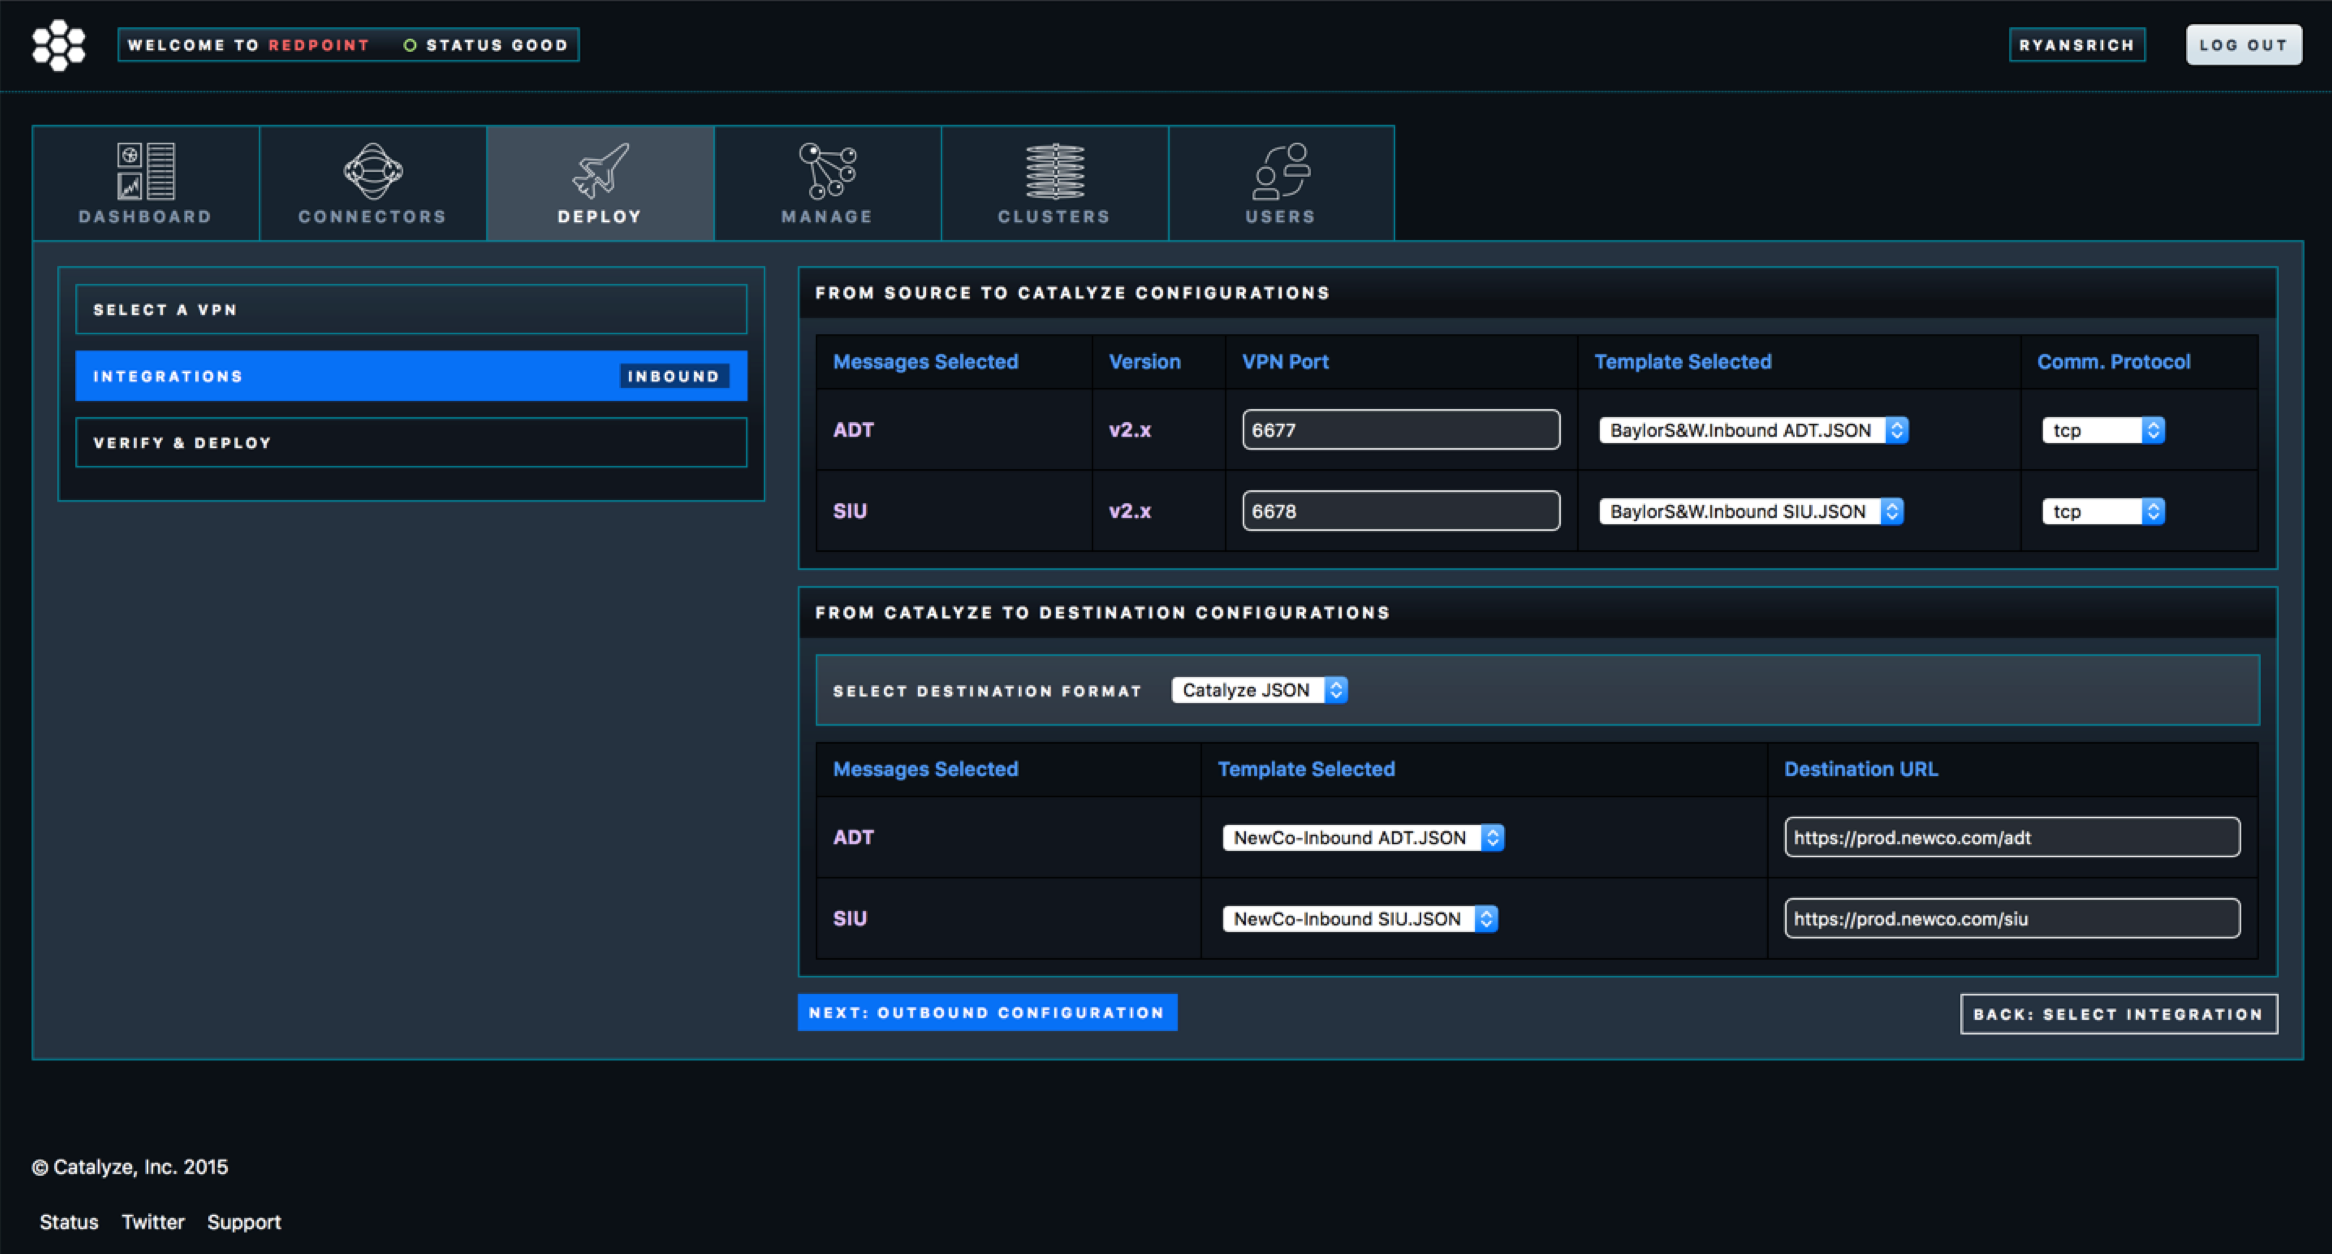 WELCOME TO REDPOINT STATUS GOOD
RYANSRICH
LOG OUT
DASHBOARD
CONNECTORS
DEPLOY
MANAGE
CLUSTERS
USERS
SELECT A VPN
INTEGRATIONS INBOUND
VERIFY & DEPLOY
FROM SOURCE TO CATALYZE CONFIGURATIONS
Messages Selected Version VPN Port Template Selected Comm. Protocol
ADT v2.x 6677 BaylorS&W.Inbound ADT.JSON tcp
SIU v2.x 6678 BaylorS&W.Inbound SIU.JSON tcp
FROM CATALYZE TO DESTINATION CONFIGURATIONS
SELECT DESTINATION FORMAT Catalyze JSON
Messages Selected Template Selected Destination URL
ADT NewCo-Inbound ADT.JSON https://prod.newco.com/adt
SIU NewCo-Inbound SIU.JSON https://prod.newco.com/siu
NEXT: OUTBOUND CONFIGURATION
BACK: SELECT INTEGRATION
© Catalyze, Inc. 2015
Status Twitter Support